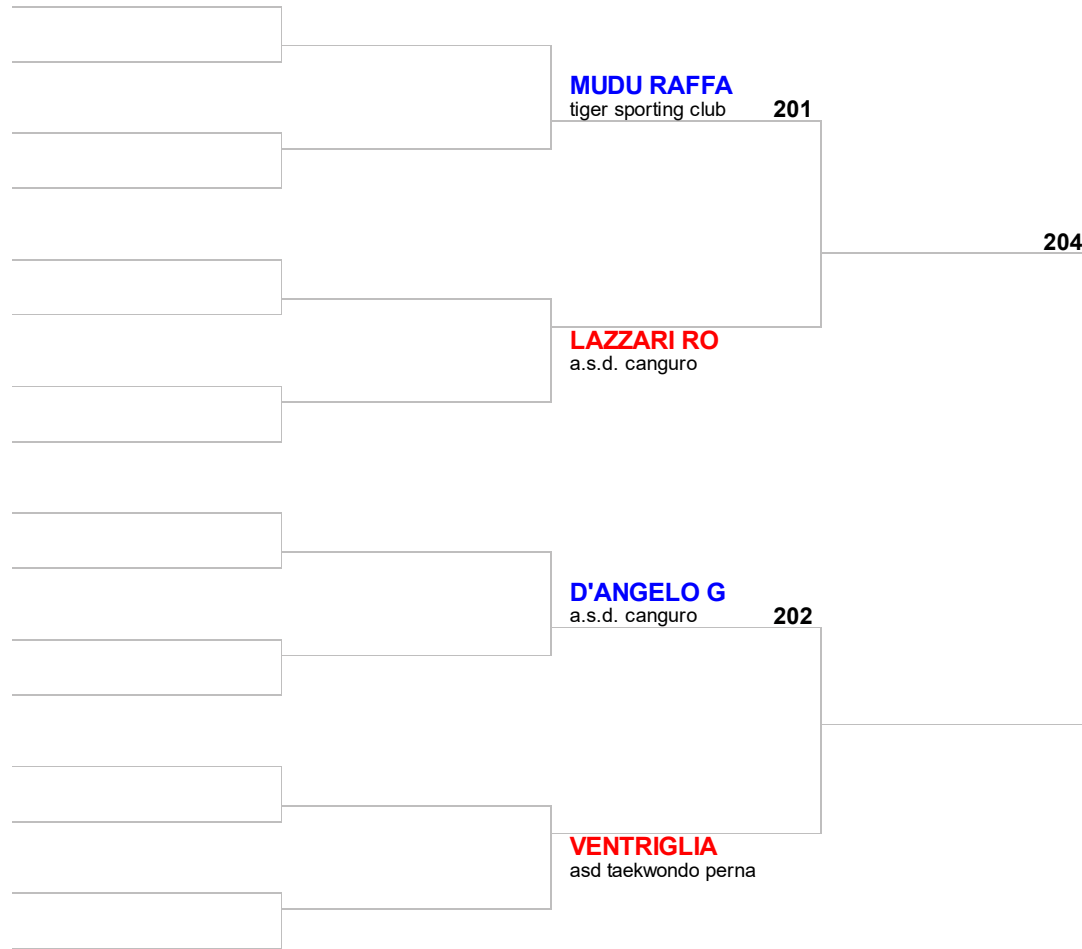 MUDU RAFFA
tiger sporting club 201
204
LAZZARI RO
a.s.d. canguro
D'ANGELO G
a.s.d. canguro 202
VENTRIGLIA
asd taekwondo perna